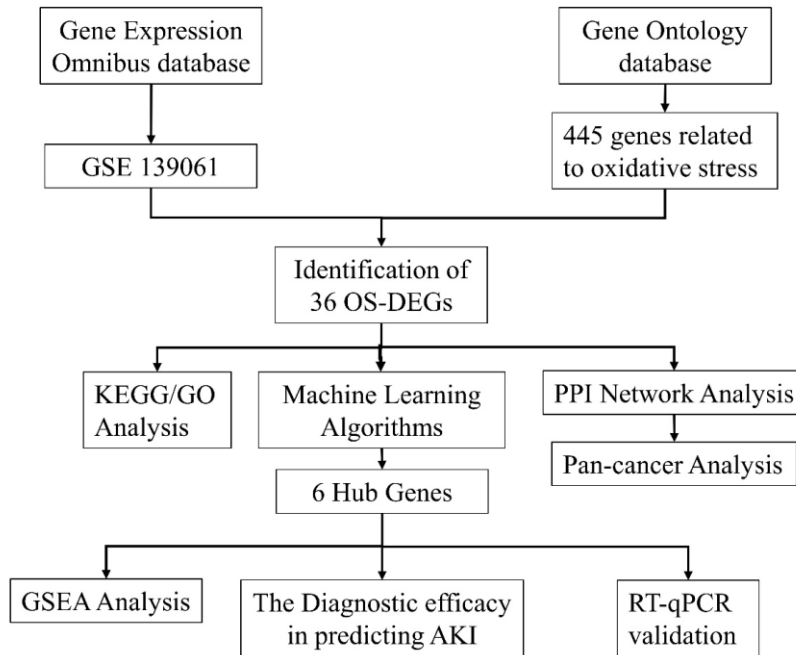 Gene Expression
Omnibus database
Gene Ontology
database
GSE 139061
445 genes related
to oxidative stress
Identification of
36 OS-DEGs
KEGG/GO
Analysis
Machine Learning
Algorithms
PPI Network Analysis
Pan-cancer Analysis
6 Hub Genes
GSEA Analysis
The Diagnostic efficacy
in predicting AKI
RT-qPCR
validation